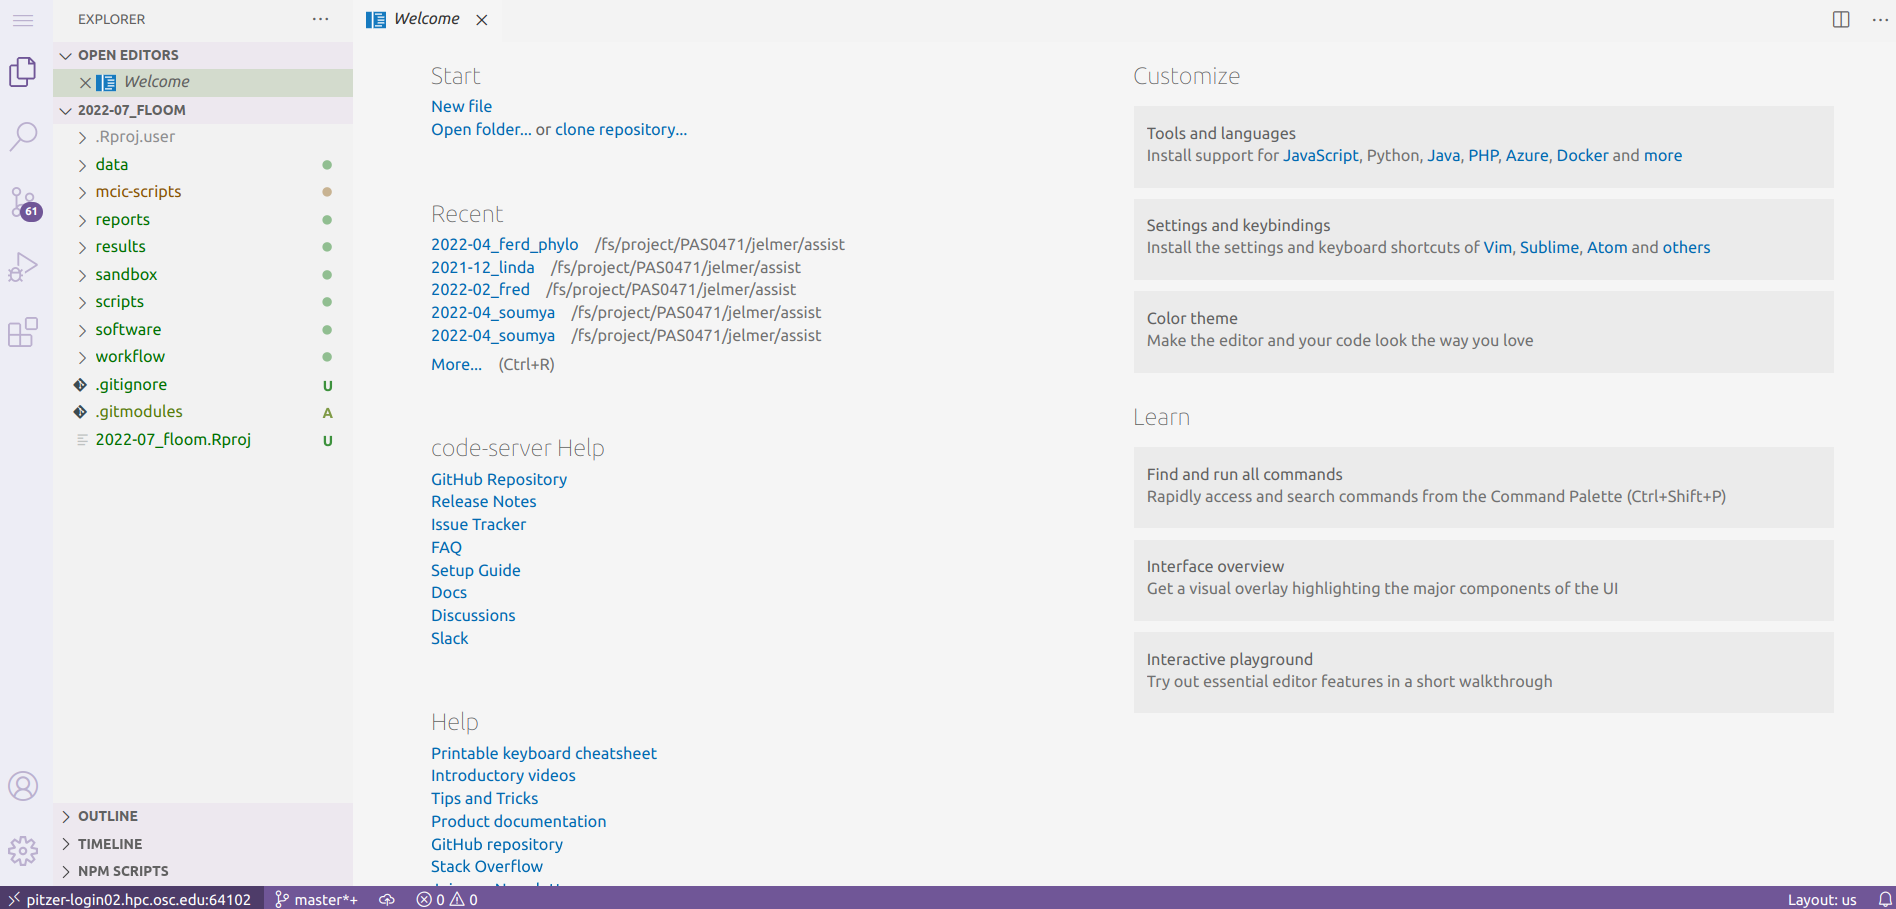 EXPLORER
OPEN EDITORS
Welcome
2022-07_FLOOM
.Rproj.user
data
mcic-scripts
reports
results
sandbox
scripts
software
workflow
.gitignore U
.gitmodules A
2022-07_floom.Rproj U
61
OUTLINE
TIMELINE
NPM SCRIPTS
Welcome
Start
New file
Open folder... or clone repository...
Recent
2022-04_ferd_phylo /fs/project/PAS0471/jelmer/assist
2021-12_linda /fs/project/PAS0471/jelmer/assist
2022-02_fred /fs/project/PAS0471/jelmer/assist
2022-04_soumya /fs/project/PAS0471/jelmer/assist
2022-04_soumya /fs/project/PAS0471/jelmer/assist
More... (Ctrl+R)
code-server Help
GitHub Repository
Release Notes
Issue Tracker
FAQ
Setup Guide
Docs
Discussions
Slack
Help
Printable keyboard cheatsheet
Introductory videos
Tips and Tricks
Product documentation
GitHub repository
Stack Overflow
Customize
Tools and languages
Install support for JavaScript, Python, Java, PHP, Azure, Docker and more
Settings and keybindings
Install the settings and keyboard shortcuts of Vim, Sublime, Atom and others
Color theme
Make the editor and your code look the way you love
Learn
Find and run all commands
Rapidly access and search commands from the Command Palette (Ctrl+Shift+P)
Interface overview
Get a visual overlay highlighting the major components of the UI
Interactive playground
Try out essential editor features in a short walkthrough
pitzer-login02.hpc.osc.edu:64102 master*+ 0 0 Layout: us